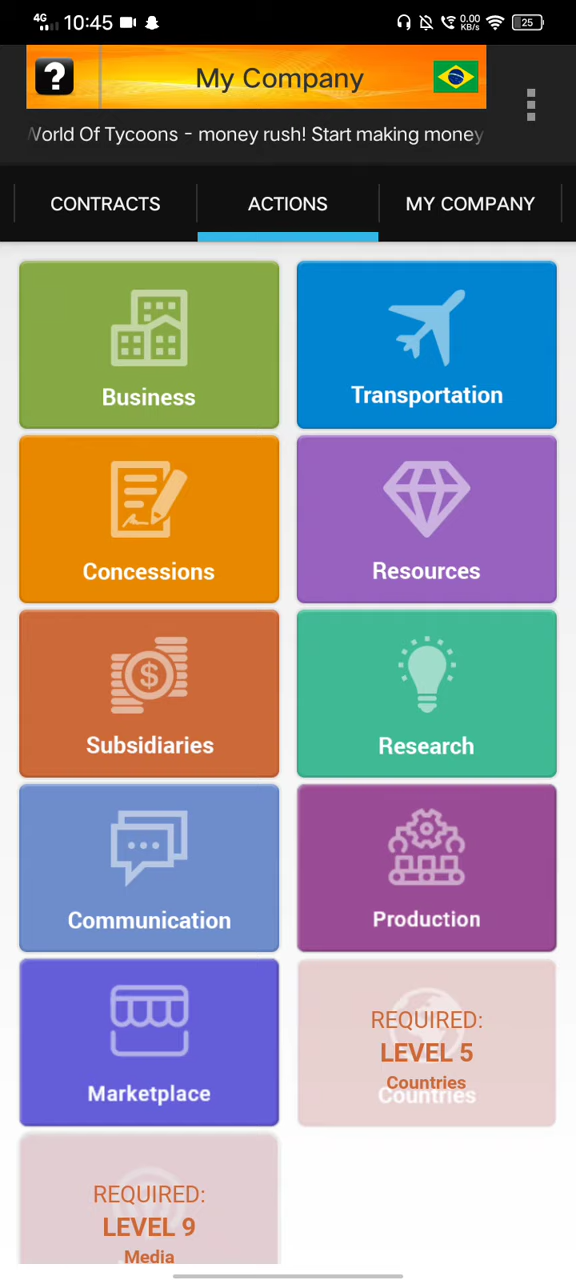 4G 10:45 0.00 KB/s 25
? My Company
World Of Tycoons - money rush! Start making money
CONTRACTS ACTIONS MY COMPANY
Business Transportation
Concessions Resources
$
Subsidiaries Research
Communication Production
REQUIRED:
LEVEL 5
Countries
Marketplace Countries
REQUIRED:
LEVEL 9
Media